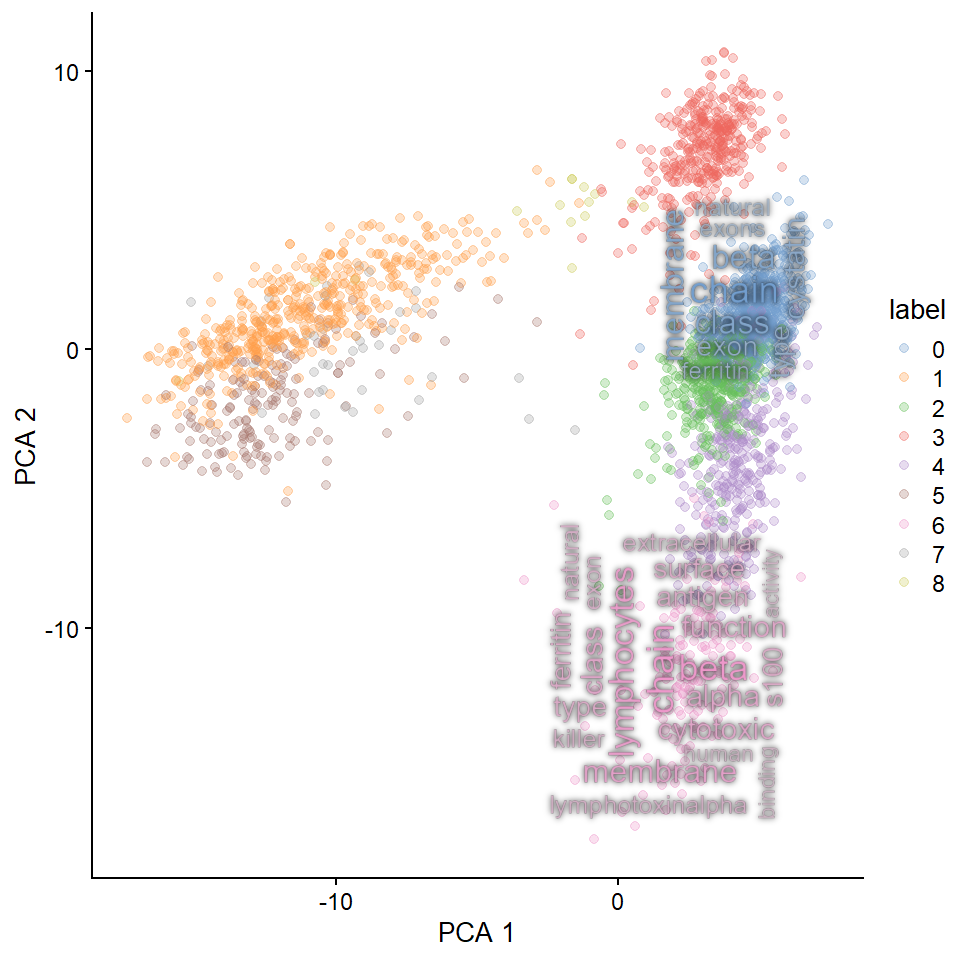 10
0
-10
PCA 2
-10
0
PCA 1
label
0
1
2
3
4
5
6
7
8
natural
exons
membrane
beta
chain
class
exon
ferritin
type
natural
extracellular
exon
surface
activity
antigen
lymphocytes
function
ferritin
class
chain
beta
s100
type
alpha
killer
cytotoxic
human
membrane
binding
lymphotoxinalpha